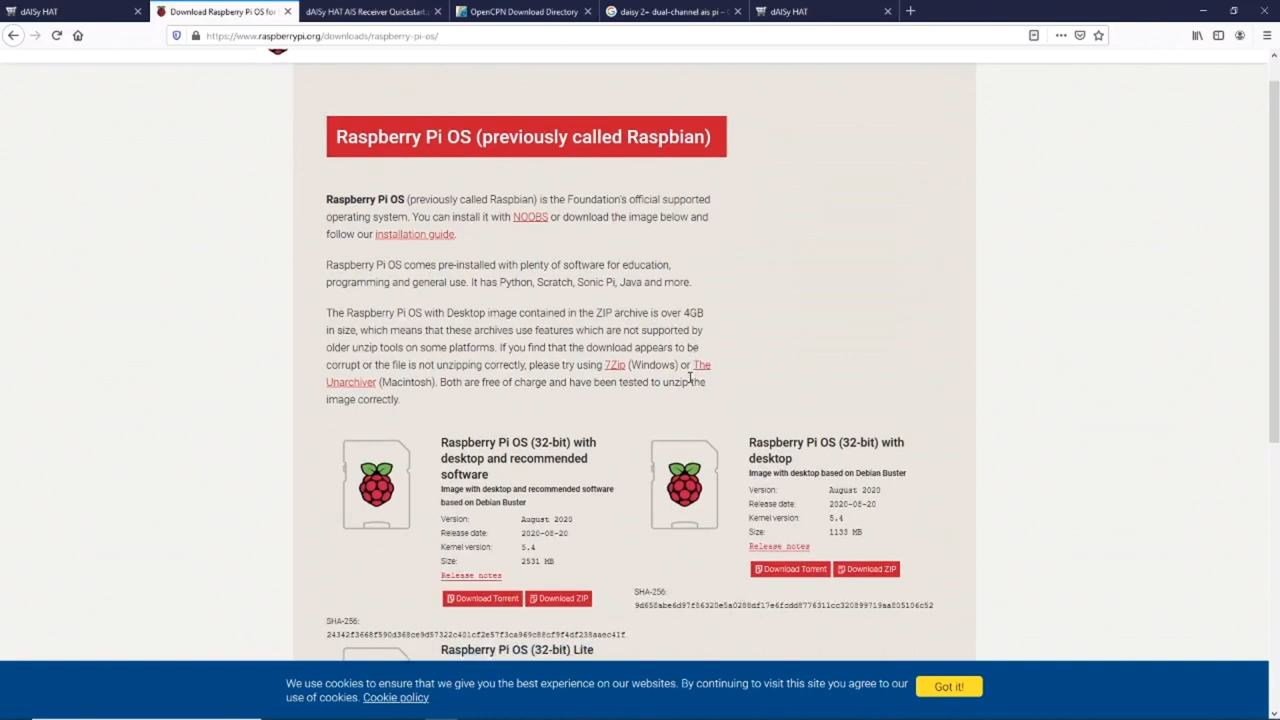 dAISy HAT
Download Raspberry Pi OS for
dAISy HAT AIS Receiver Quickstart
OpenCPN Download Directory
daisy 2+ dual-channel ais pi -
dAISy HAT
https://www.raspberrypi.org/downloads/raspberry-pi-os/
Raspberry Pi OS (previously called Raspbian)
Raspberry Pi OS (previously called Raspbian) is the Foundation's official supported
operating system. You can install it with NOOBS or download the image below and
follow our installation guide.
Raspberry Pi OS comes pre-installed with plenty of software for education,
programming and general use. It has Python, Scratch, Sonic Pi, Java and more.
The Raspberry Pi OS with Desktop image contained in the ZIP archive is over 4GB
in size, which means that these archives use features which are not supported by
older unzip tools on some platforms. If you find that the download appears to be
corrupt or the file is not unzipping correctly, please try using 7Zip (Windows) or The
Unarchiver (Macintosh). Both are free of charge and have been tested to unzip the
image correctly.
Raspberry Pi OS (32-bit) with
desktop and recommended
software
Image with desktop and recommended software
based on Debian Buster
Version: August 2020
Release date: 2020-08-20
Kernel version: 5.4
Size: 2531 MB
Release notes
Download Torrent Download ZIP
SHA-256:
Raspberry Pi OS (32-bit) with
desktop
Image with desktop based on Debian Buster
Version: August 2020
Release date: 2020-08-20
Kernel version: 5.4
Size: 1133 MB
Release notes
Download Torrent Download ZIP
SHA-256:
Raspberry Pi OS (32-bit) Lite
We use cookies to ensure that we give you the best experience on our websites. By continuing to visit this site you agree to our
use of cookies. Cookie policy
Got it!